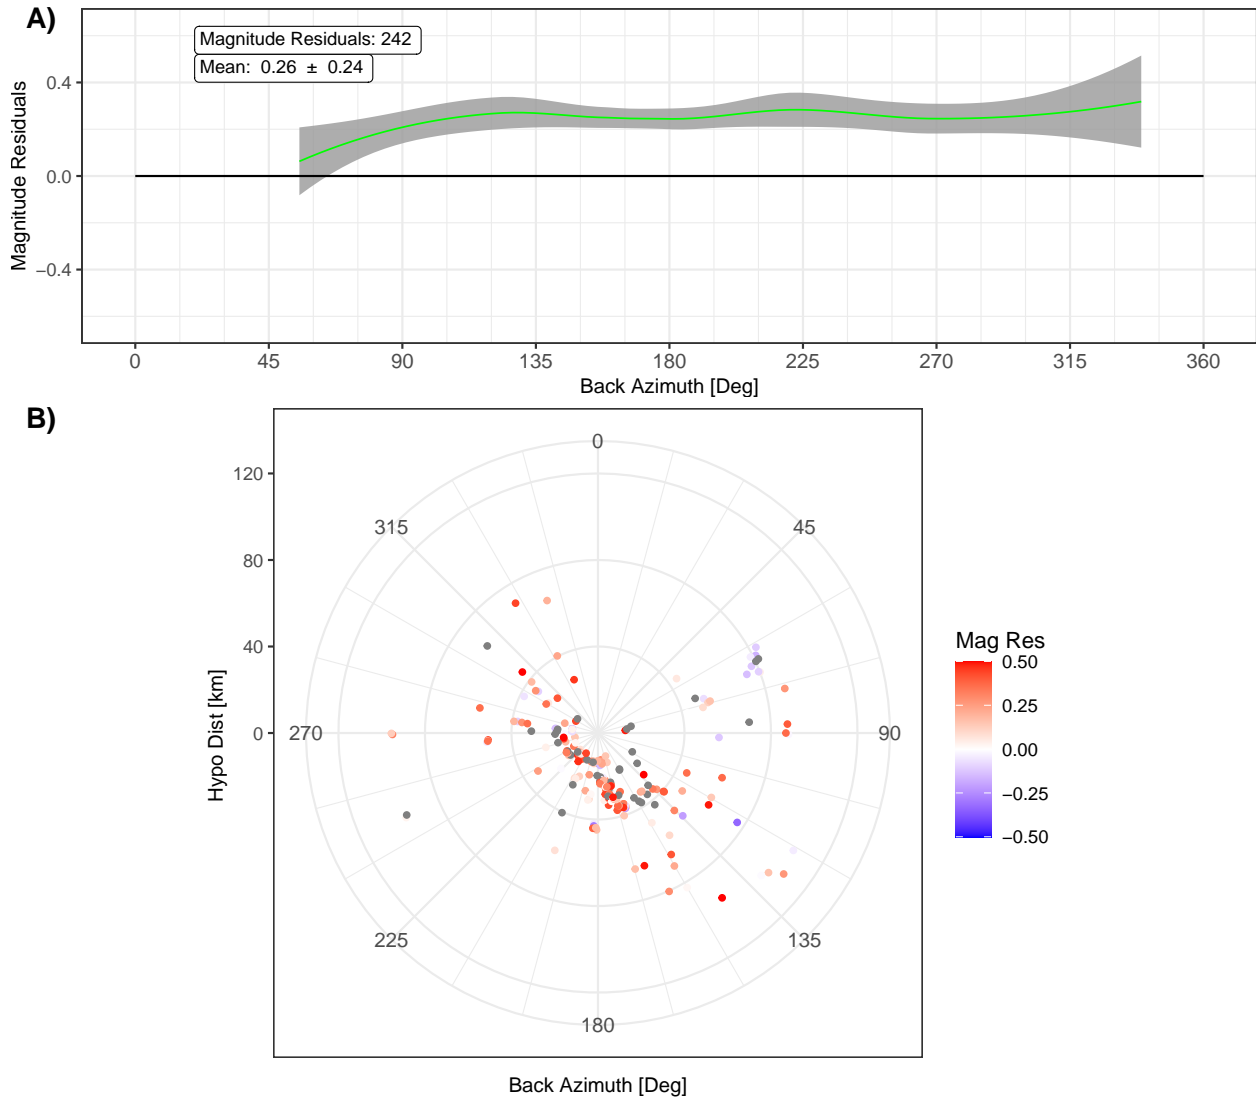 A)
Magnitude Residuals: 242
Mean:  0.26  ±  0.24
0.4
0.0
−0.4
Magnitude Residuals
0 45 90 135 180 225 270 315 360
Back Azimuth [Deg]
B)
120
80
40
0
Hypo Dist [km]
0
45
90
135
180
225
270
315
Back Azimuth [Deg]
Mag Res
0.50
0.25
0.00
−0.25
−0.50